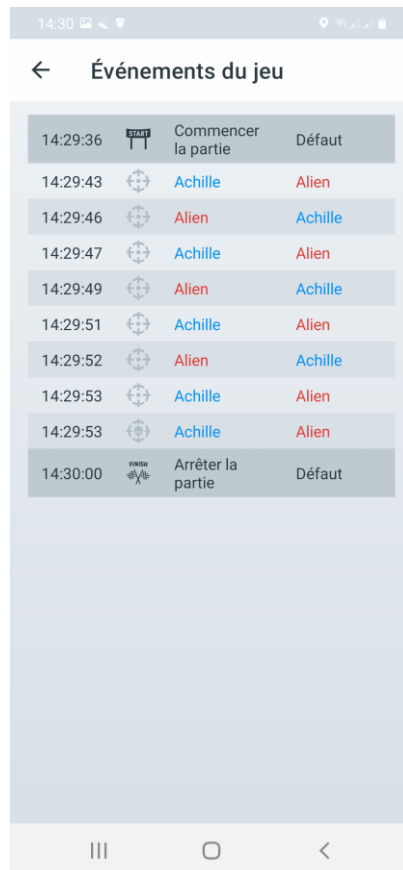 14:30
Événements du jeu
14:29:36 START Commencer la partie Défaut
14:29:43 Achille Alien
14:29:46 Alien Achille
14:29:47 Achille Alien
14:29:49 Alien Achille
14:29:51 Achille Alien
14:29:52 Alien Achille
14:29:53 Achille Alien
14:29:53 Achille Alien
14:30:00 FINISH Arrêter la partie Défaut